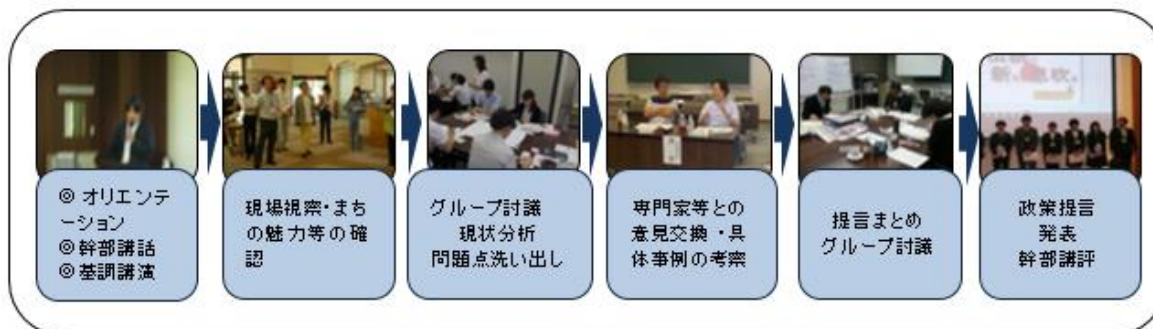 ◎ オリエンテ
ーション
◎幹部講話
◎基調講演
現場視察・まち
の魅力等の確
認
グループ討議
現状分析
問題点洗い出し
専門家等との
意見交換・具
体事例の考察
提言まとめ
グループ討議
政策提言
発表
幹部講評